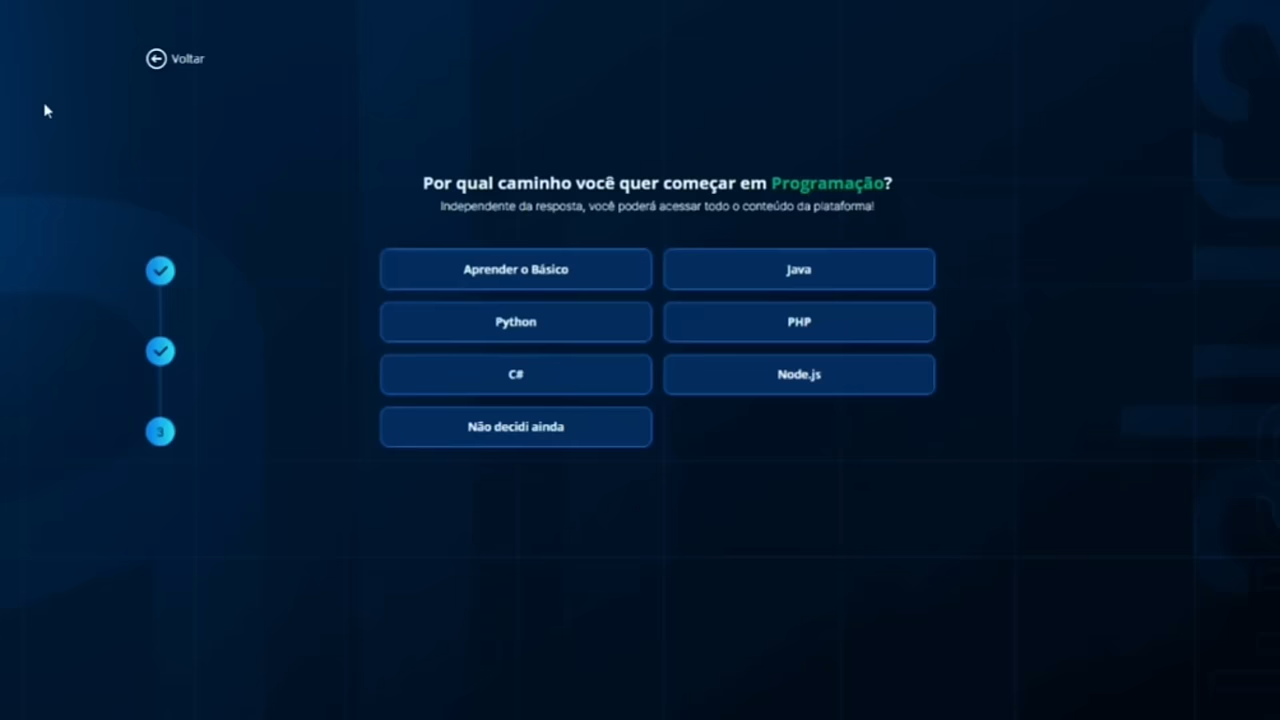 Voltar
Por qual caminho você quer começar em Programação?
Independente da resposta, você poderá acessar todo o conteúdo da plataforma!
Aprender o Básico
Java
Python
PHP
C#
Node.js
Não decidi ainda
3